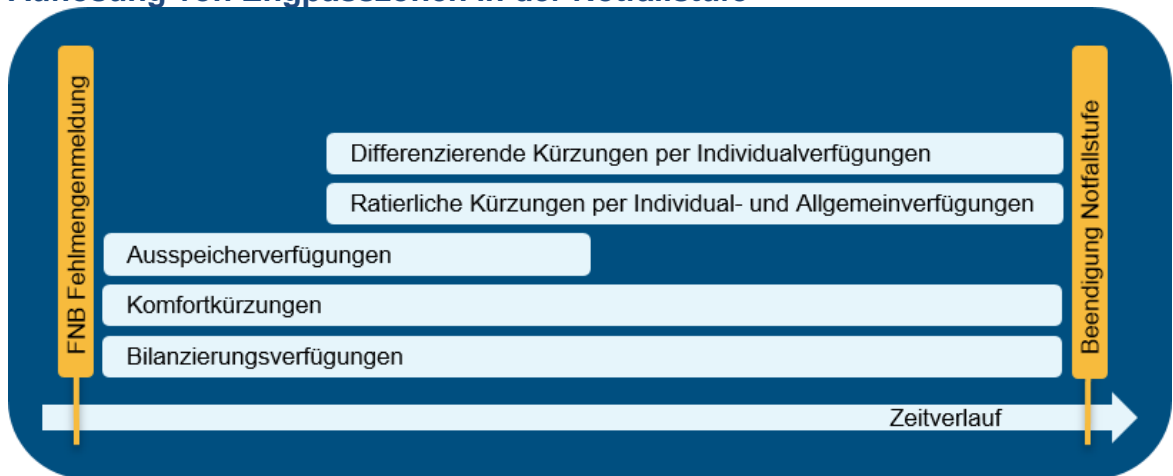 FNB Fehlmengenmeldung
Differenzierende Kürzungen per Individualverfügungen
Ratierliche Kürzungen per Individual- und Allgemeinverfügungen
Ausspeicherverfügungen
Komfortkürzungen
Bilanzierungsverfügungen
Beendigung Notfallstufe
Zeitverlauf